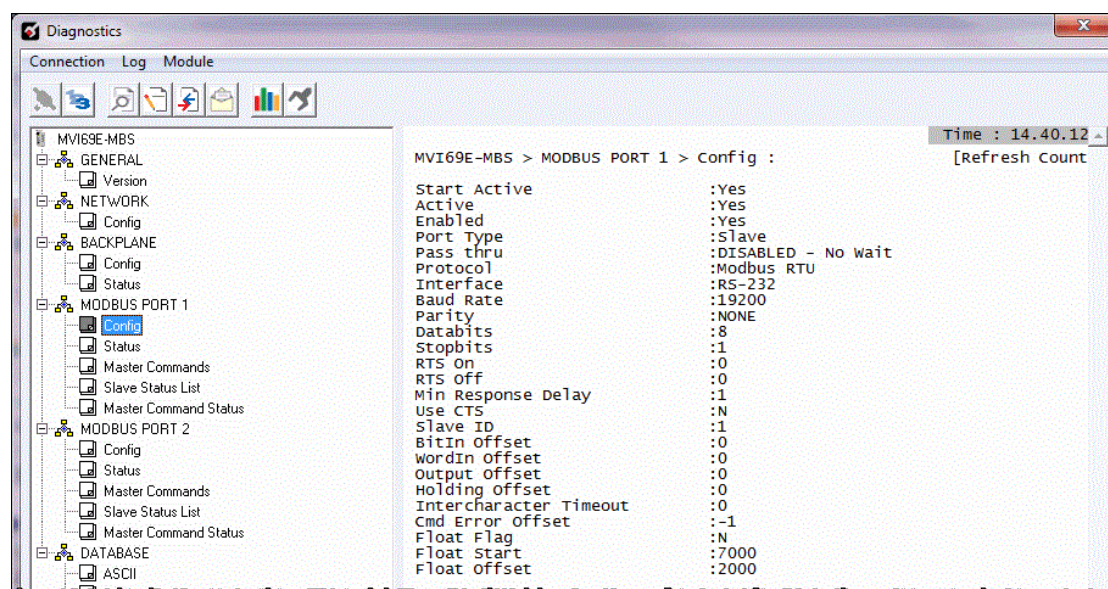 Diagnostics
Connection Log Module
MVI69E-MBS
GENERAL
Version
NETWORK
Config
BACKPLANE
Config
Status
MODBUS PORT 1
Config
Status
Master Commands
Slave Status List
Master Command Status
MODBUS PORT 2
Config
Status
Master Commands
Slave Status List
Master Command Status
DATABASE
ASCII
Time : 14.40.12
MVI69E-MBS > MODBUS PORT 1 > Config : [Refresh Count
Start Active :Yes
Active :Yes
Enabled :Yes
Port Type :Slave
Pass thru :DISABLED - No Wait
Protocol :Modbus RTU
Interface :RS-232
Baud Rate :19200
Parity :NONE
Databits :8
Stopbits :1
RTS On :0
RTS Off :0
Min Response Delay :1
Use CTS :N
Slave ID :1
BitIn Offset :0
WordIn Offset :0
Output Offset :0
Holding Offset :0
Intercharacter Timeout :0
Cmd Error Offset :-1
Float Flag :N
Float Start :7000
Float Offset :2000